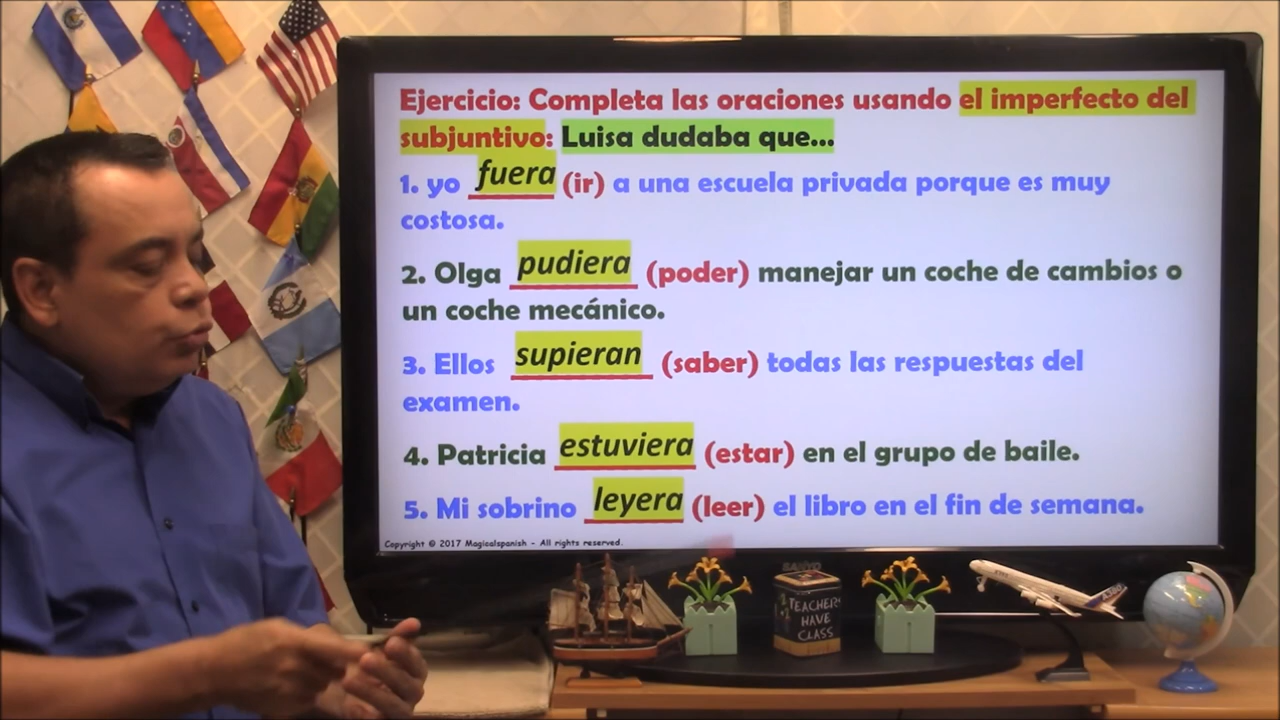 Ejercicio: Completa las oraciones usando el imperfecto del
subjuntivo: Luisa dudaba que...
1. yo fuera (ir) a una escuela privada porque es muy
costosa.
2. Olga pudiera (poder) manejar un coche de cambios o
un coche mecánico.
3. Ellos supieran (saber) todas las respuestas del
examen.
4. Patricia estuviera (estar) en el grupo de baile.
5. Mi sobrino leyera (leer) el libro en el fin de semana.
Copyright © 2017 Magicalspanish - All rights reserved.
SANYO
TEACHERS
HAVE
CLASS
A380